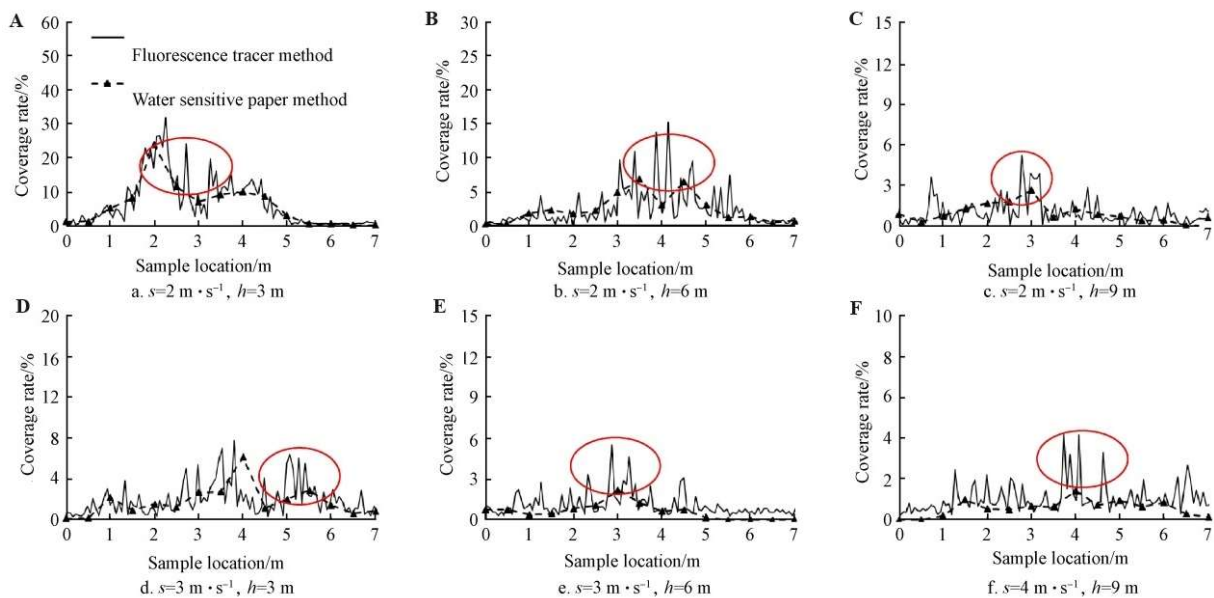 A
60
50
40
30
20
10
0
Coverage rate/%
Fluorescence tracer method
Water sensitive paper method
0 1 2 3 4 5 6 7
Sample location/m
a. s=2 m·s⁻¹, h=3 m
B
30
25
20
15
10
5
0
Coverage rate/%
0 1 2 3 4 5 6 7
Sample location/m
b. s=2 m·s⁻¹, h=6 m
C
15
12
9
6
3
0
Coverage rate/%
0 1 2 3 4 5 6 7
Sample location/m
c. s=2 m·s⁻¹, h=9 m
D
20
16
12
8
4
0
Coverage rate/%
0 1 2 3 4 5 6 7
Sample location/m
d. s=3 m·s⁻¹, h=3 m
E
15
12
9
6
3
0
Coverage rate/%
0 1 2 3 4 5 6 7
Sample location/m
e. s=3 m·s⁻¹, h=6 m
F
10
8
6
4
2
0
Coverage rate/%
0 1 2 3 4 5 6 7
Sample location/m
f. s=4 m·s⁻¹, h=9 m